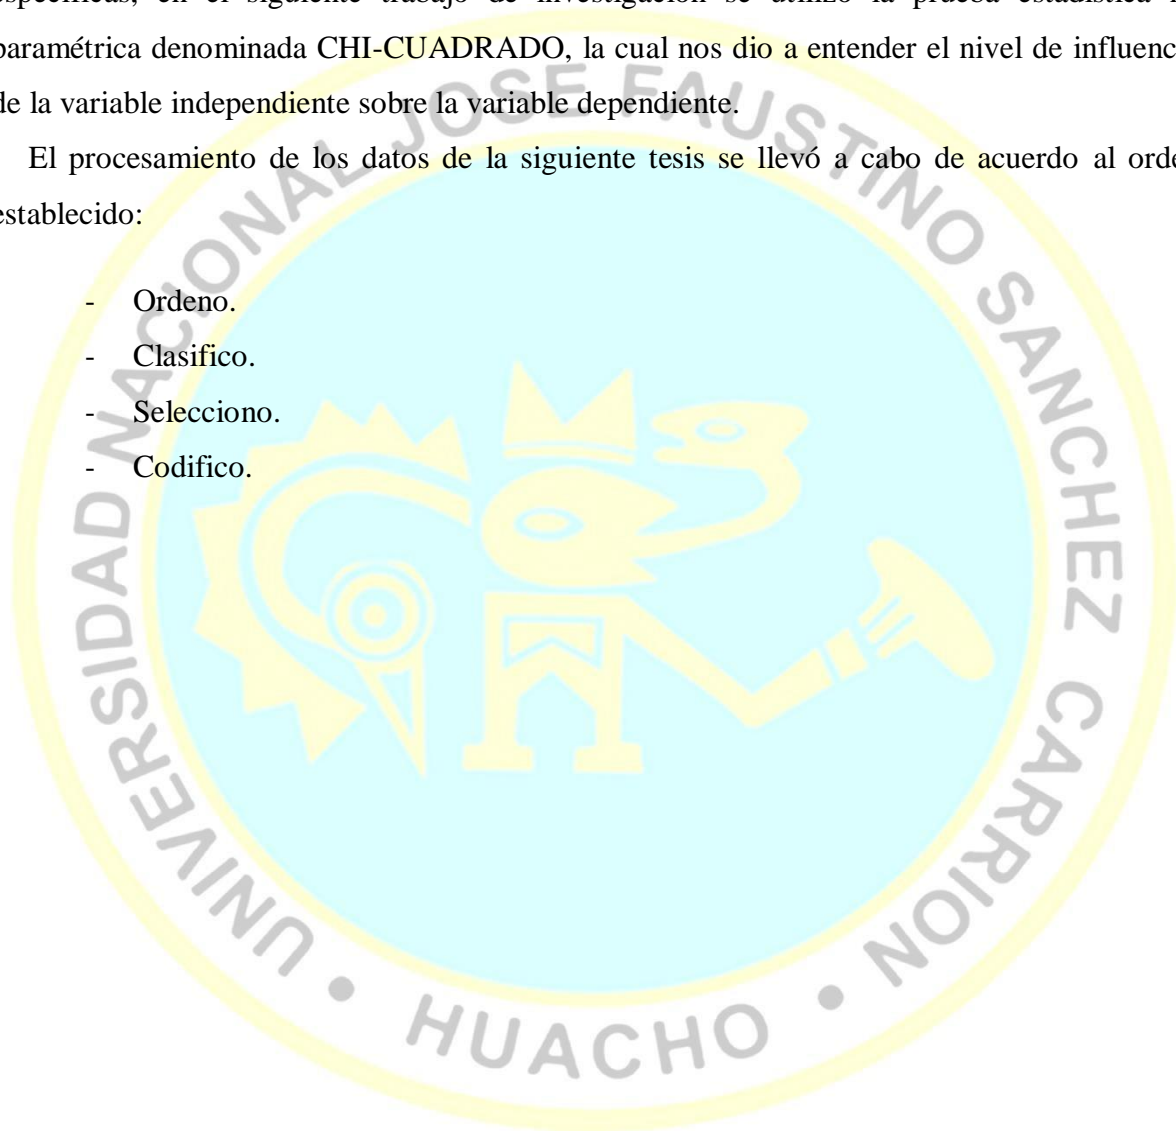 específicas, en el siguiente trabajo de investigación se utilizó la prueba estadística
paramétrica denominada CHI-CUADRADO, la cual nos dio a entender el nivel de
de la variable independiente sobre la variable dependiente.
El procesamiento de los datos de la siguiente tesis se llevó a cabo de acuerdo al
establecido:
- Ordeno.
- Clasifico.
- Selecciono.
- Codifico.
UNIVERSIDAD NACIONAL JOSE FAUSTINO SANCHEZ CARRION
• HUACHO •